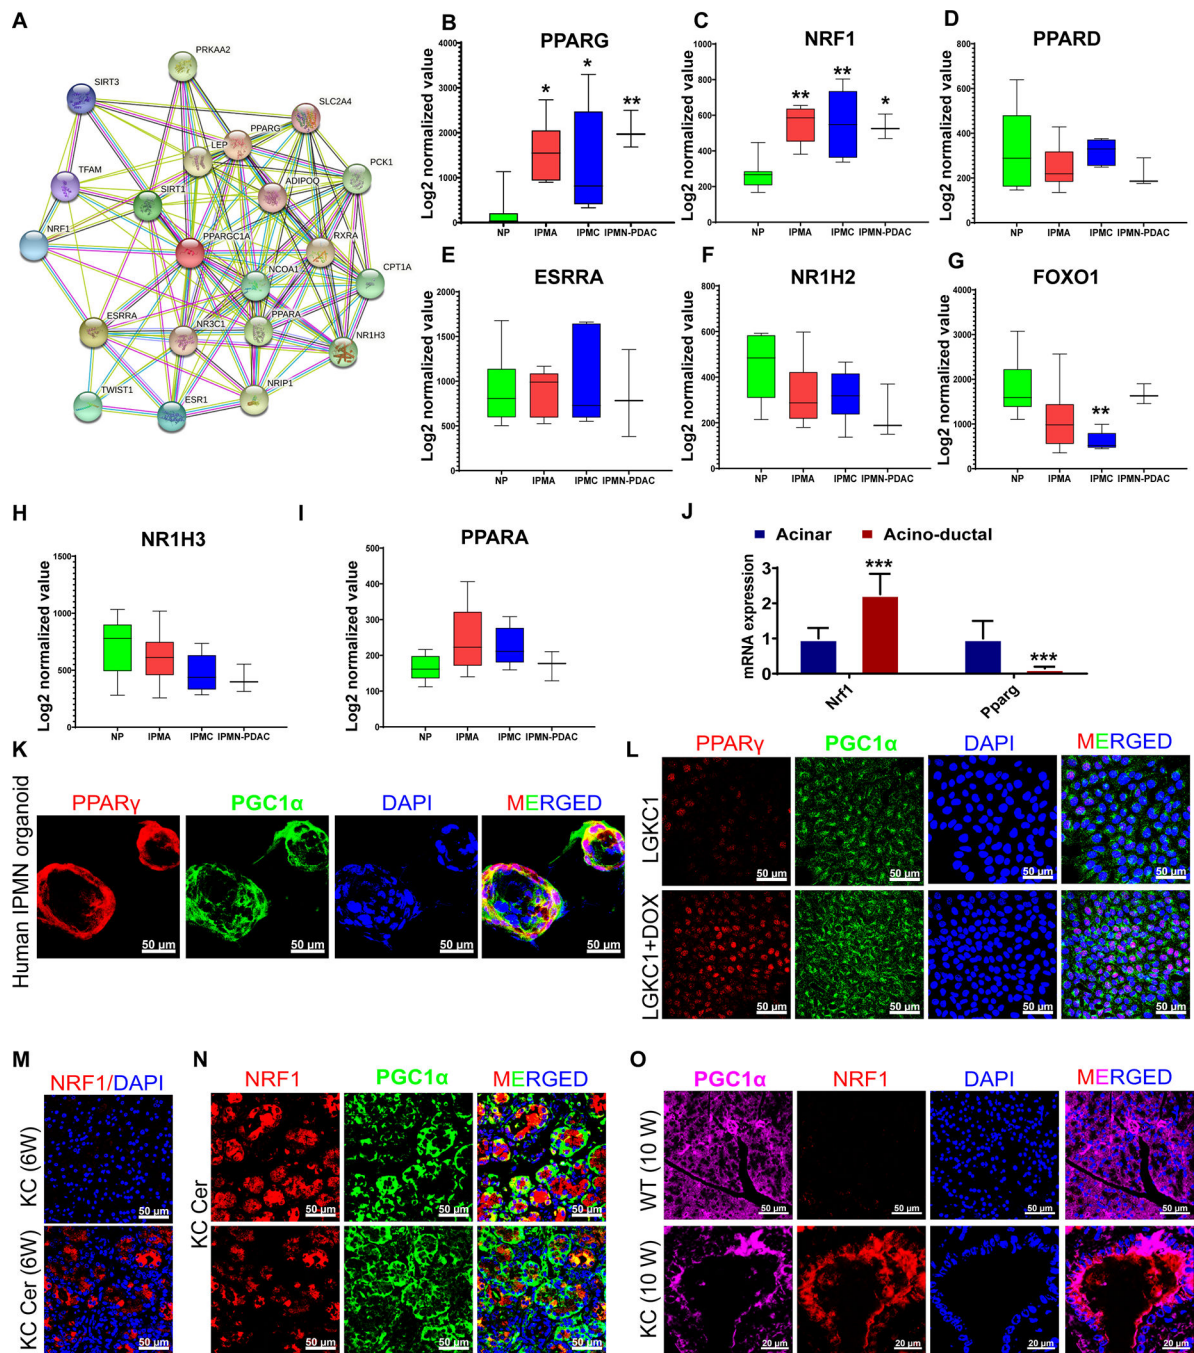 A
PRKAA2
SIRT3
SLC2A4
PPARG
LEP
PCK1
TFAM
ADIPOQ
SIRT1
NRF1
PPARGC1A
RXRA
NCOA1
CPT1A
ESRRA
NR3C1
PPARA
NR1H3
TWIST1
NRIP1
ESR1
B
PPARG
Log2 normalized value
4000
3000
2000
1000
0
* * **
NP IPMA IPMC IPMN-PDAC
C
NRF1
Log2 normalized value
1000
800
600
400
200
0
** ** *
NP IPMA IPMC IPMN-PDAC
D
PPARD
Log2 normalized value
800
600
400
200
0
NP IPMA IPMC IPMN-PDAC
E
ESRRA
Log2 normalized value
2000
1500
1000
500
0
NP IPMA IPMC IPMN-PDAC
F
NR1H2
Log2 normalized value
800
600
400
200
0
NP IPMA IPMC IPMN-PDAC
G
FOXO1
Log2 normalized value
4000
3000
2000
1000
0
**
NP IPMA IPMC IPMN-PDAC
H
NR1H3
Log2 normalized value
1500
1000
500
0
NP IPMA IPMC IPMN-PDAC
I
PPARA
Log2 normalized value
500
400
300
200
100
0
NP IPMA IPMC IPMN-PDAC
J
Acinar Acino-ductal
mRNA expression
3
2
1
0
*** ***
Nrf1 Pparg
K
Human IPMN organoid
PPARγ PGC1α DAPI MERGED
50 µm 50 µm 50 µm 50 µm
L
PPARγ PGC1α DAPI MERGED
LGKC1
50 µm 50 µm 50 µm 50 µm
LGKC1+DOX
50 µm 50 µm 50 µm 50 µm
M
NRF1/DAPI
KC (6W)
50 µm
KC Cer (6W)
50 µm
N
NRF1 PGC1α MERGED
KC Cer
50 µm 50 µm 50 µm
50 µm 50 µm 50 µm
O
PGC1α NRF1 DAPI MERGED
WT (10 W)
50 µm 50 µm 50 µm 50 µm
KC (10 W)
20 µm 20 µm 20 µm 20 µm